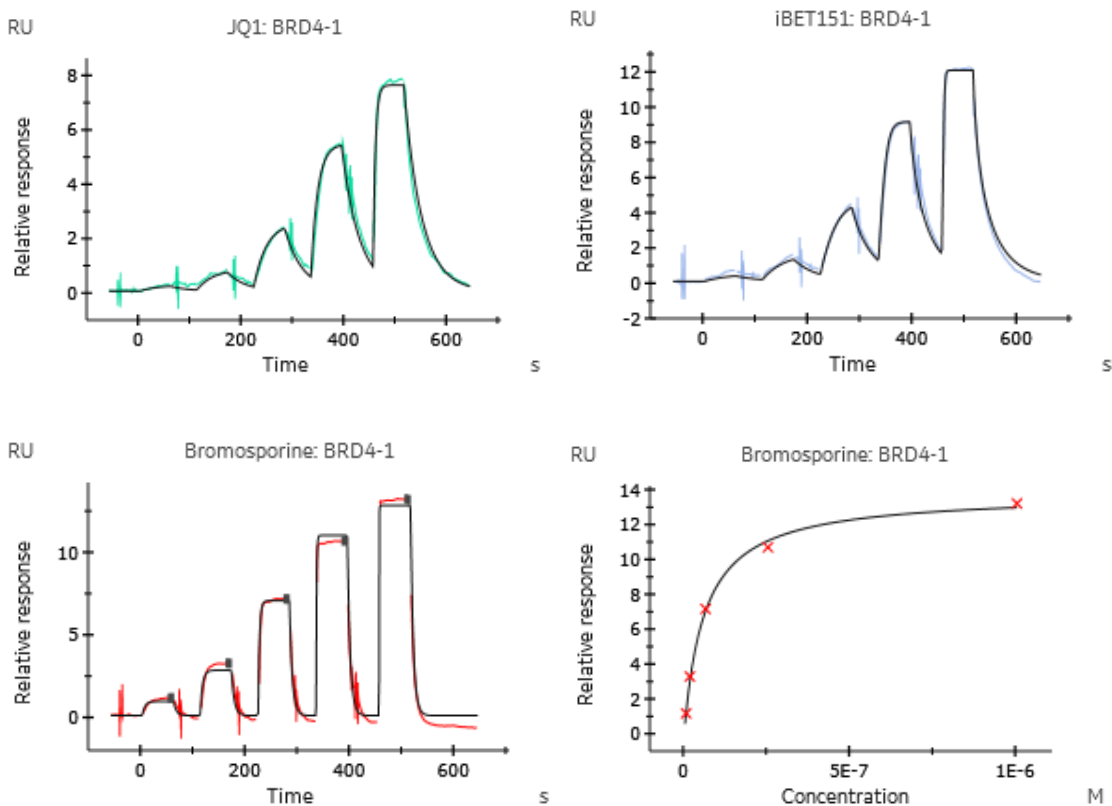 RU JQ1: BRD4-1
8
6
4
2
0
Relative response
0 200 400 600
Time s
RU iBET151: BRD4-1
12
10
8
6
4
2
0
-2
Relative response
0 200 400 600
Time s
RU Bromosporine: BRD4-1
10
5
0
Relative response
0 200 400 600
Time s
RU Bromosporine: BRD4-1
14
12
10
8
6
4
2
0
Relative response
0 5E-7 1E-6
Concentration M